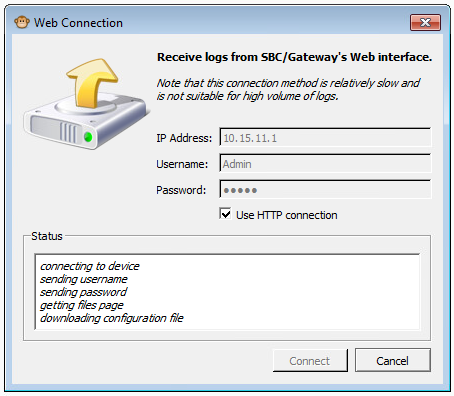 Web Connection
Receive logs from SBC/Gateway's Web interface.
Note that this connection method is relatively slow and
is not suitable for high volume of logs.
IP Address: 10.15.11.1
Username: Admin
Password: ●●●●●
Use HTTP connection
Status
connecting to device
sending username
sending password
getting files page
downloading configuration file
Connect Cancel